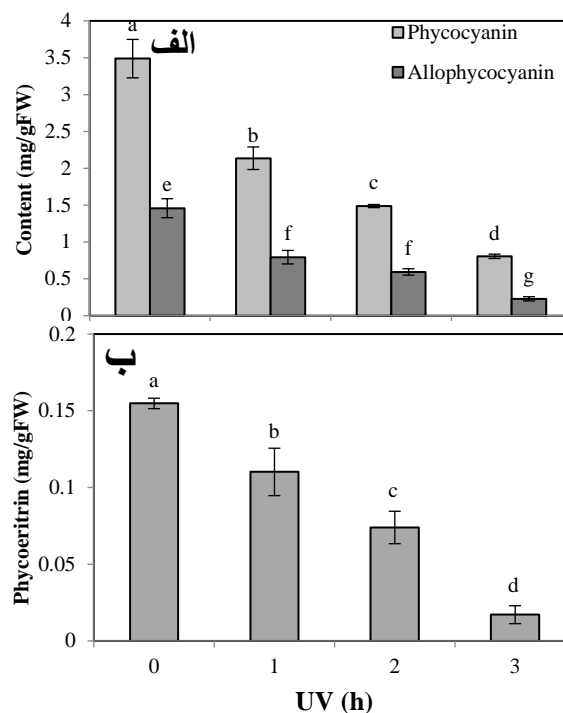 الف
Phycocyanin
Allophycocyanin
Content (mg/gFW)
4
3.5
3
2.5
2
1.5
1
0.5
0
a
e
b
f
c
f
d
g
ب
Phycoeritrin (mg/gFW)
0.2
0.15
0.1
0.05
0
a
b
c
d
0 1 2 3
UV (h)